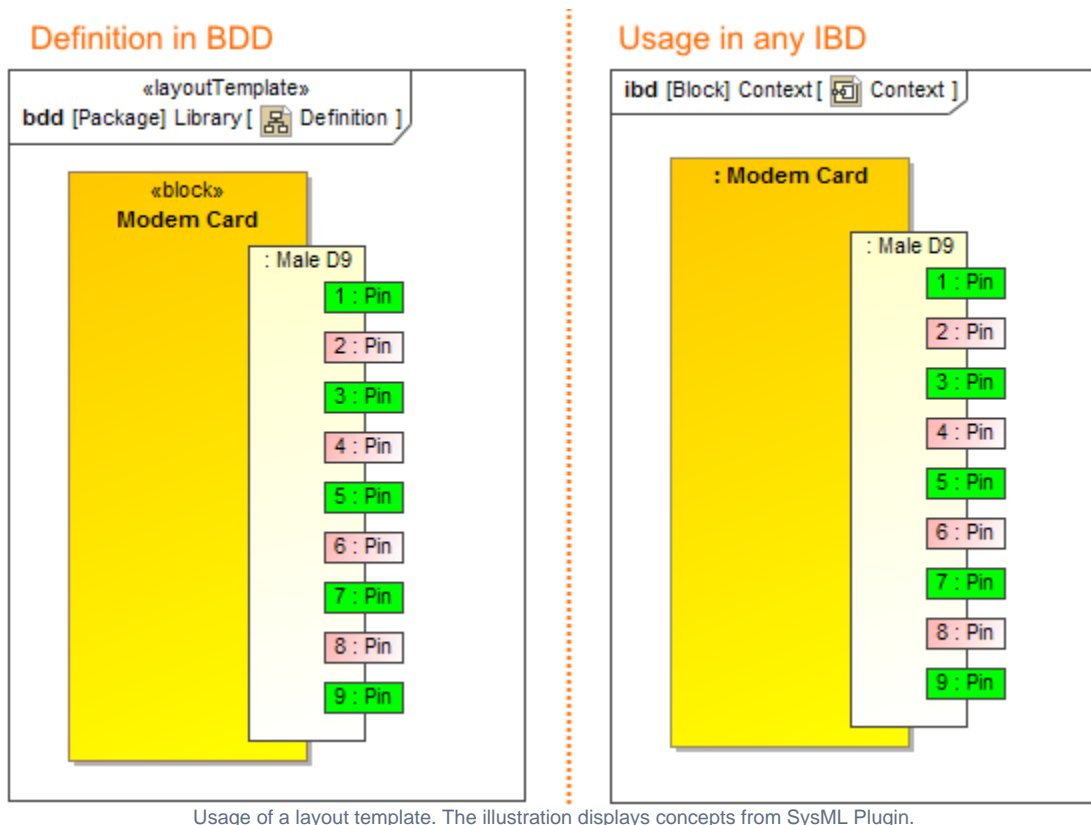 Definition in BDD
«layoutTemplate»
bdd [Package] Library [ Definition ]
«block»
Modem Card
: Male D9
1 : Pin
2 : Pin
3 : Pin
4 : Pin
5 : Pin
6 : Pin
7 : Pin
8 : Pin
9 : Pin
Usage in any IBD
ibd [Block] Context [ Context ]
: Modem Card
: Male D9
1 : Pin
2 : Pin
3 : Pin
4 : Pin
5 : Pin
6 : Pin
7 : Pin
8 : Pin
9 : Pin
Usage of a layout template. The illustration displays concepts from SysML Plugin.